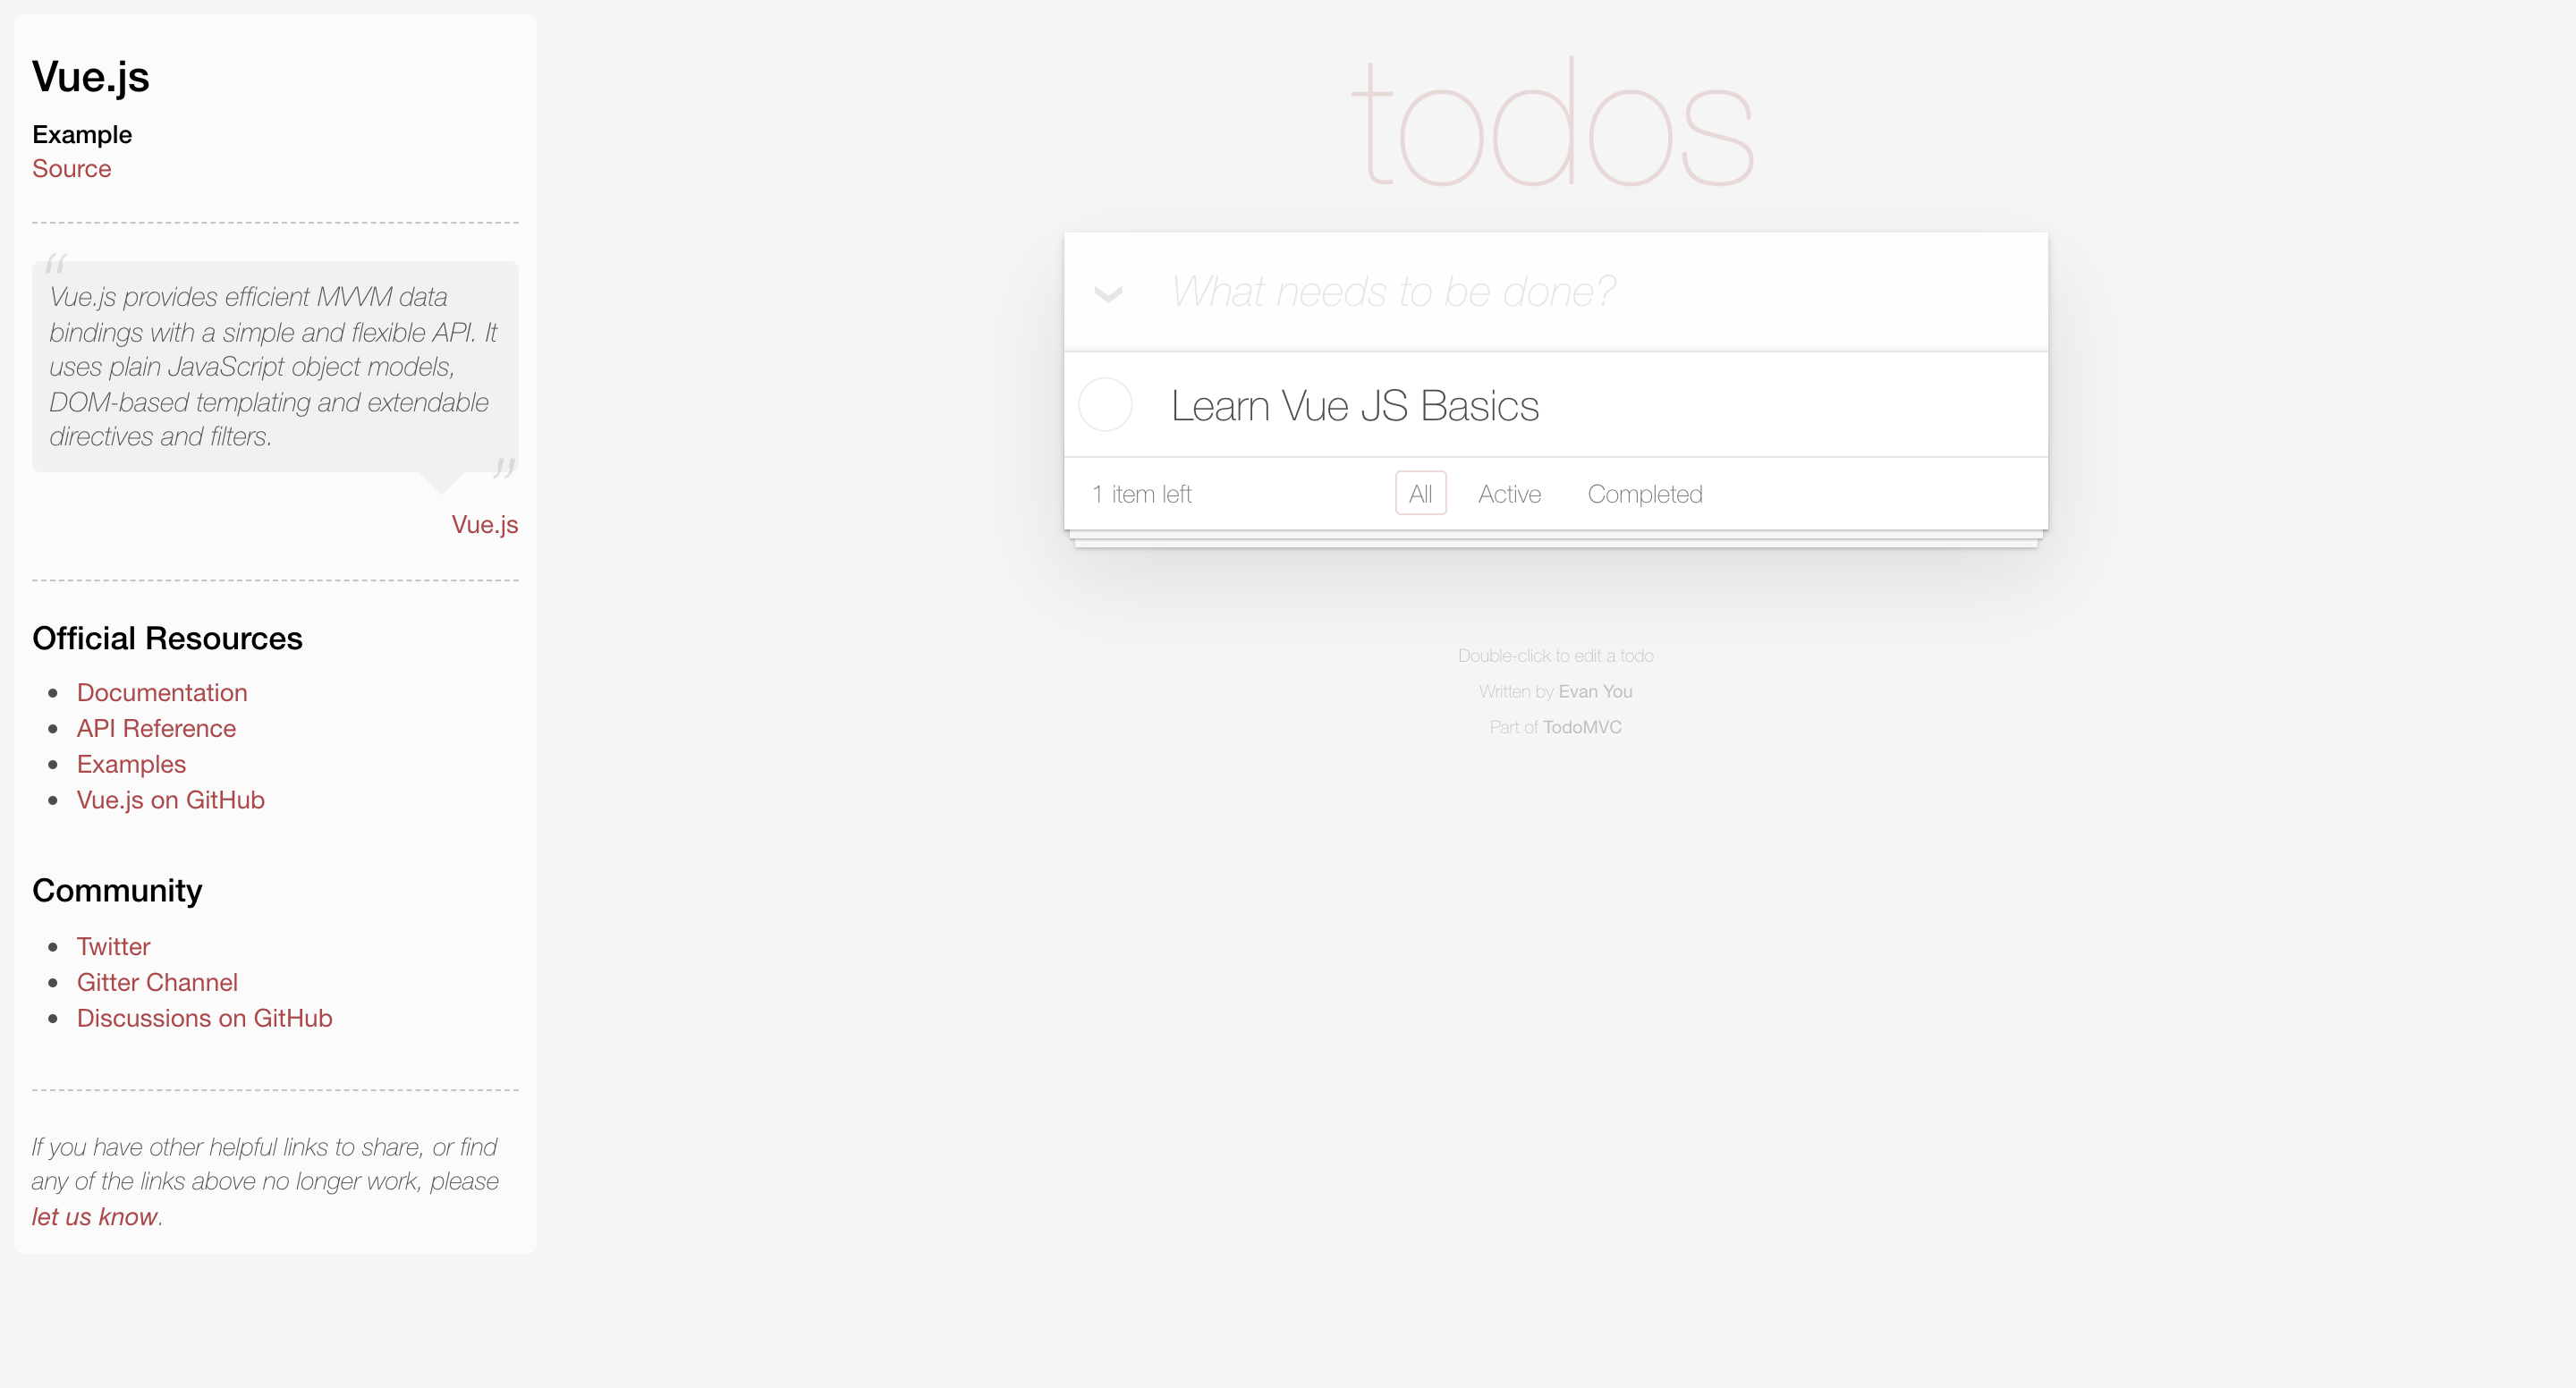 Vue.js
Example
Source
“
Vue.js provides efficient MVVM data
bindings with a simple and flexible API. It
uses plain JavaScript object models,
DOM-based templating and extendable
directives and filters.
”
Vue.js
Official Resources
• Documentation
• API Reference
• Examples
• Vue.js on GitHub
Community
• Twitter
• Gitter Channel
• Discussions on GitHub
If you have other helpful links to share, or find
any of the links above no longer work, please
let us know.
todos
What needs to be done?
Learn Vue JS Basics
1 item left All Active Completed
Double-click to edit a todo
Written by Evan You
Part of TodoMVC